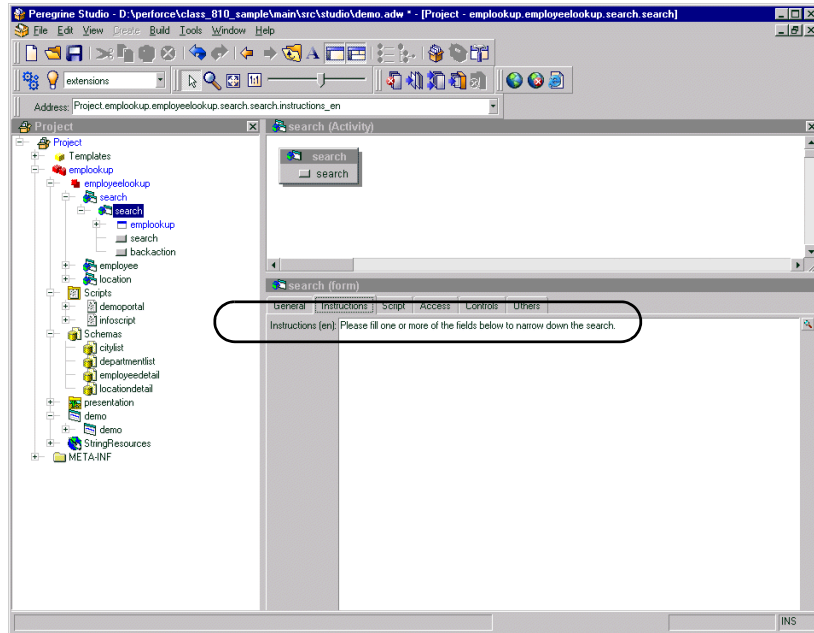 Peregrine Studio - D:\perforce\class_810_sample\main\src\studio\demo.adw * - [Project - emplookup.employeelookup.search.search]
File Edit View Create Build Tools Window Help
extensions
1:1
Address: Project.emplookup.employeelookup.search.search.instructions_en
Project
search (Activity)
Project
Templates
emplookup
employeelookup
search
search
emplookup
search
backaction
employee
location
Scripts
demoportal
infoscript
Schemas
citylist
departmentlist
employeedetail
locationdetail
presentation
demo
demo
StringResources
META-INF
search
search
search (form)
General Instructions Script Access Controls Others
Instructions (en): Please fill one or more of the fields below to narrow down the search.
INS